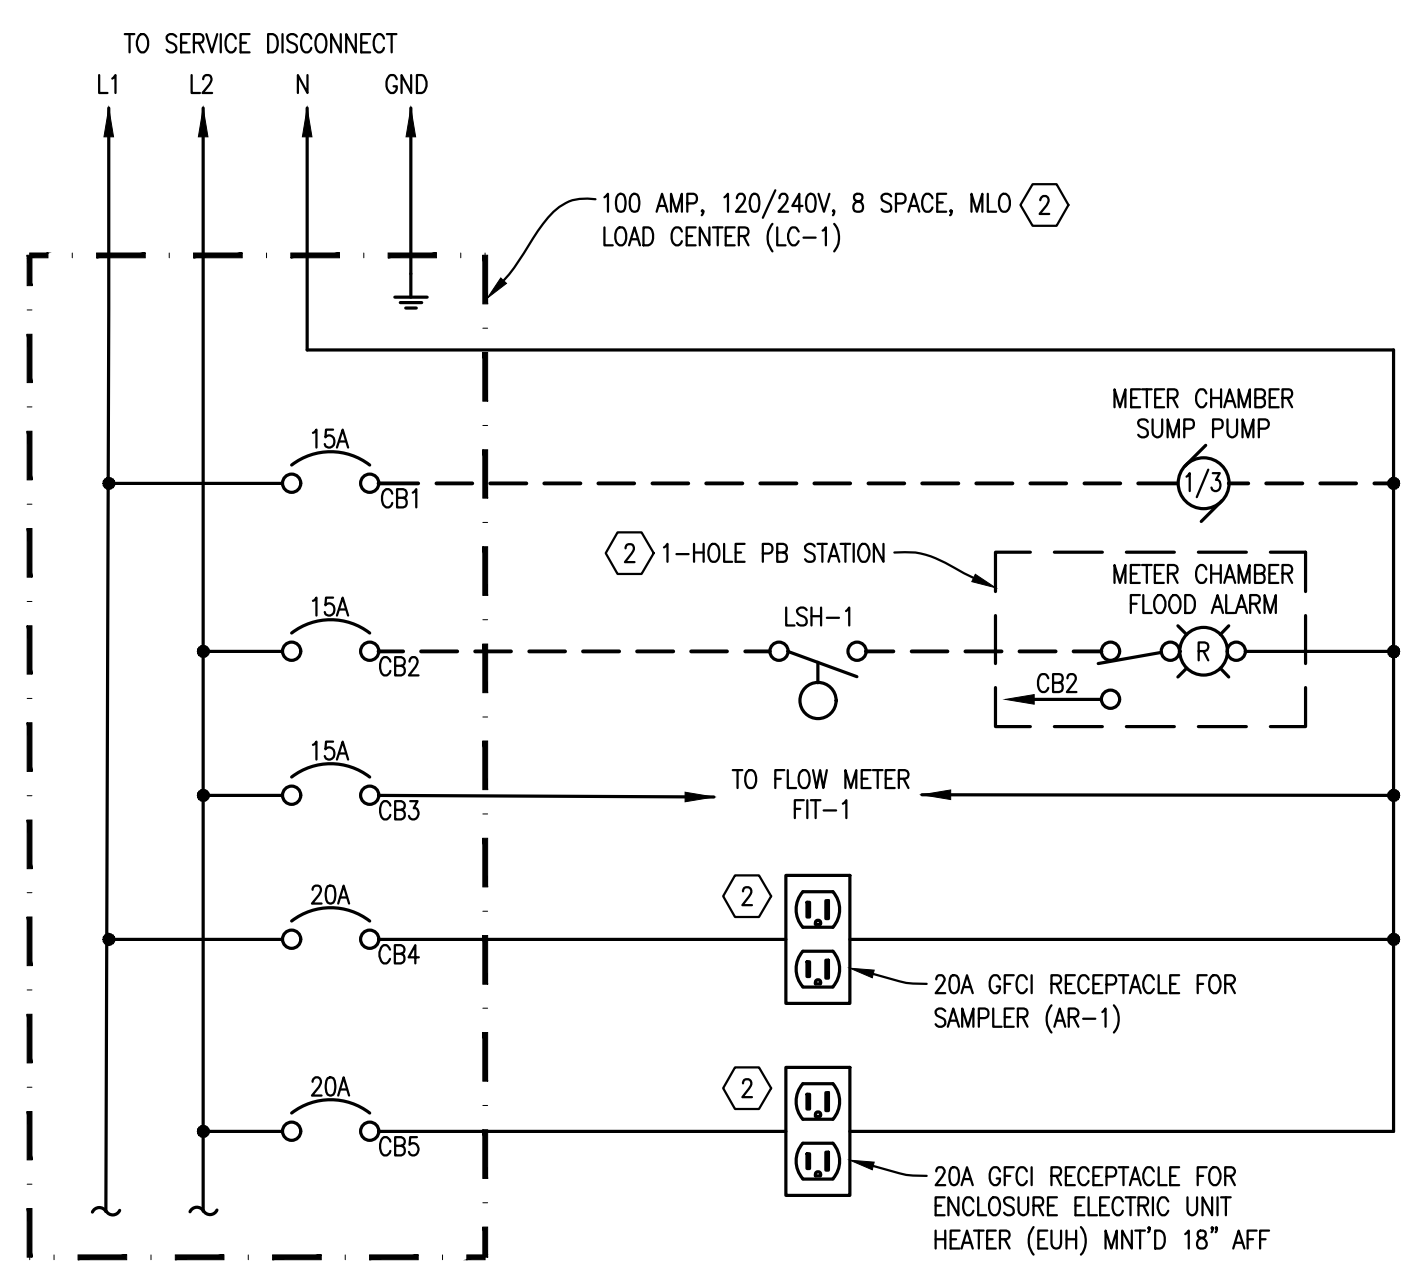 TO SERVICE DISCONNECT
L1 L2 N GND
100 AMP, 120/240V, 8 SPACE, MLO 2
LOAD CENTER (LC-1)
METER CHAMBER
SUMP PUMP
15A
CB1
1/3
2 1-HOLE PB STATION
METER CHAMBER
FLOOD ALARM
15A
LSH-1
CB2
R
CB2
15A
CB3
TO FLOW METER
FIT-1
20A
2
CB4
20A GFCI RECEPTACLE FOR
SAMPLER (AR-1)
20A
2
CB5
20A GFCI RECEPTACLE FOR
ENCLOSURE ELECTRIC UNIT
HEATER (EUH) MNT'D 18" AFF